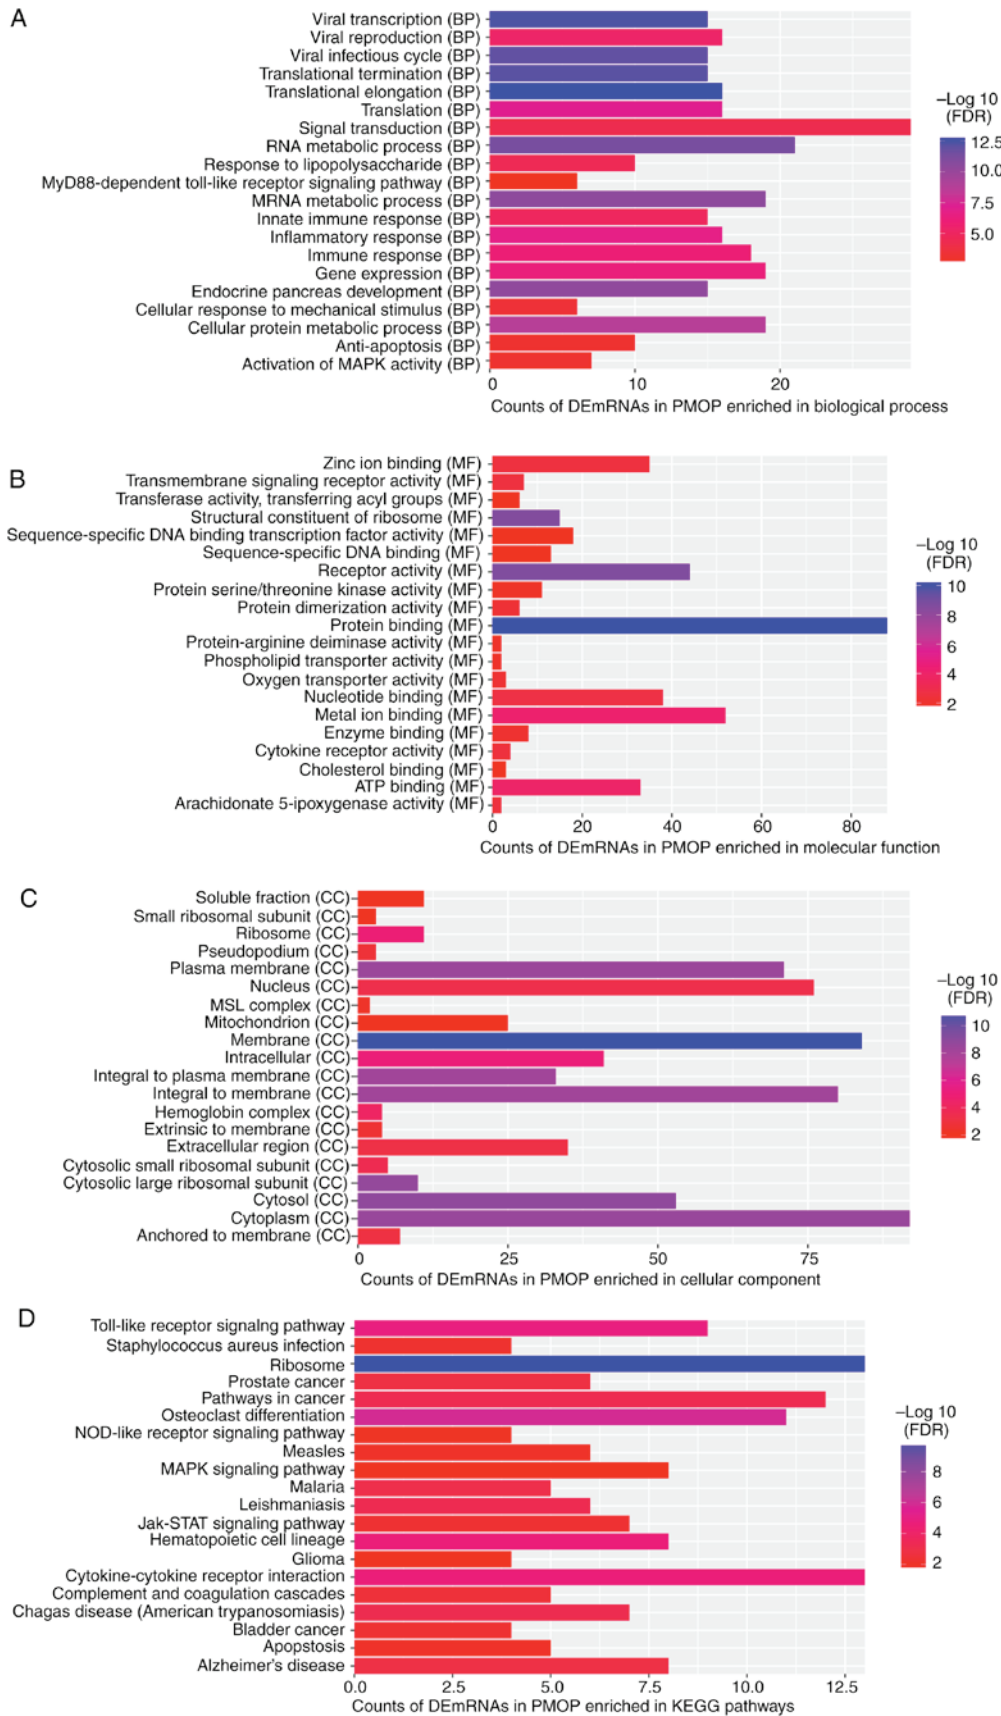 A
Viral transcription (BP)
Viral reproduction (BP)
Viral infectious cycle (BP)
Translational termination (BP)
Translational elongation (BP)
Translation (BP)
Signal transduction (BP)
RNA metabolic process (BP)
Response to lipopolysaccharide (BP)
MyD88-dependent toll-like receptor signaling pathway (BP)
MRNA metabolic process (BP)
Innate immune response (BP)
Inflammatory response (BP)
Immune response (BP)
Gene expression (BP)
Endocrine pancreas development (BP)
Cellular response to mechanical stimulus (BP)
Cellular protein metabolic process (BP)
Anti-apoptosis (BP)
Activation of MAPK activity (BP)
0 10 20
Counts of DEmRNAs in PMOP enriched in biological process
–Log 10
(FDR)
12.5
10.0
7.5
5.0
B
Zinc ion binding (MF)
Transmembrane signaling receptor activity (MF)
Transferase activity, transferring acyl groups (MF)
Structural constituent of ribosome (MF)
Sequence-specific DNA binding transcription factor activity (MF)
Sequence-specific DNA binding (MF)
Receptor activity (MF)
Protein serine/threonine kinase activity (MF)
Protein dimerization activity (MF)
Protein binding (MF)
Protein-arginine deiminase activity (MF)
Phospholipid transporter activity (MF)
Oxygen transporter activity (MF)
Nucleotide binding (MF)
Metal ion binding (MF)
Enzyme binding (MF)
Cytokine receptor activity (MF)
Cholesterol binding (MF)
ATP binding (MF)
Arachidonate 5-ipoxygenase activity (MF)
0 20 40 60 80
Counts of DEmRNAs in PMOP enriched in molecular function
–Log 10
(FDR)
10
8
6
4
2
C
Soluble fraction (CC)
Small ribosomal subunit (CC)
Ribosome (CC)
Pseudopodium (CC)
Plasma membrane (CC)
Nucleus (CC)
MSL complex (CC)
Mitochondrion (CC)
Membrane (CC)
Intracellular (CC)
Integral to plasma membrane (CC)
Integral to membrane (CC)
Hemoglobin complex (CC)
Extrinsic to membrane (CC)
Extracellular region (CC)
Cytosolic small ribosomal subunit (CC)
Cytosolic large ribosomal subunit (CC)
Cytosol (CC)
Cytoplasm (CC)
Anchored to membrane (CC)
0 25 50 75
Counts of DEmRNAs in PMOP enriched in cellular component
–Log 10
(FDR)
10
8
6
4
2
D
Toll-like receptor signalng pathway
Staphylococcus aureus infection
Ribosome
Prostate cancer
Pathways in cancer
Osteoclast differentiation
NOD-like receptor signaling pathway
Measles
MAPK signaling pathway
Malaria
Leishmaniasis
Jak-STAT signaling pathway
Hematopoietic cell lineage
Glioma
Cytokine-cytokine receptor interaction
Complement and coagulation cascades
Chagas disease (American trypanosomiasis)
Bladder cancer
Apopstosis
Alzheimer's disease
0.0 2.5 5.0 7.5 10.0 12.5
Counts of DEmRNAs in PMOP enriched in KEGG pathways
–Log 10
(FDR)
8
6
4
2